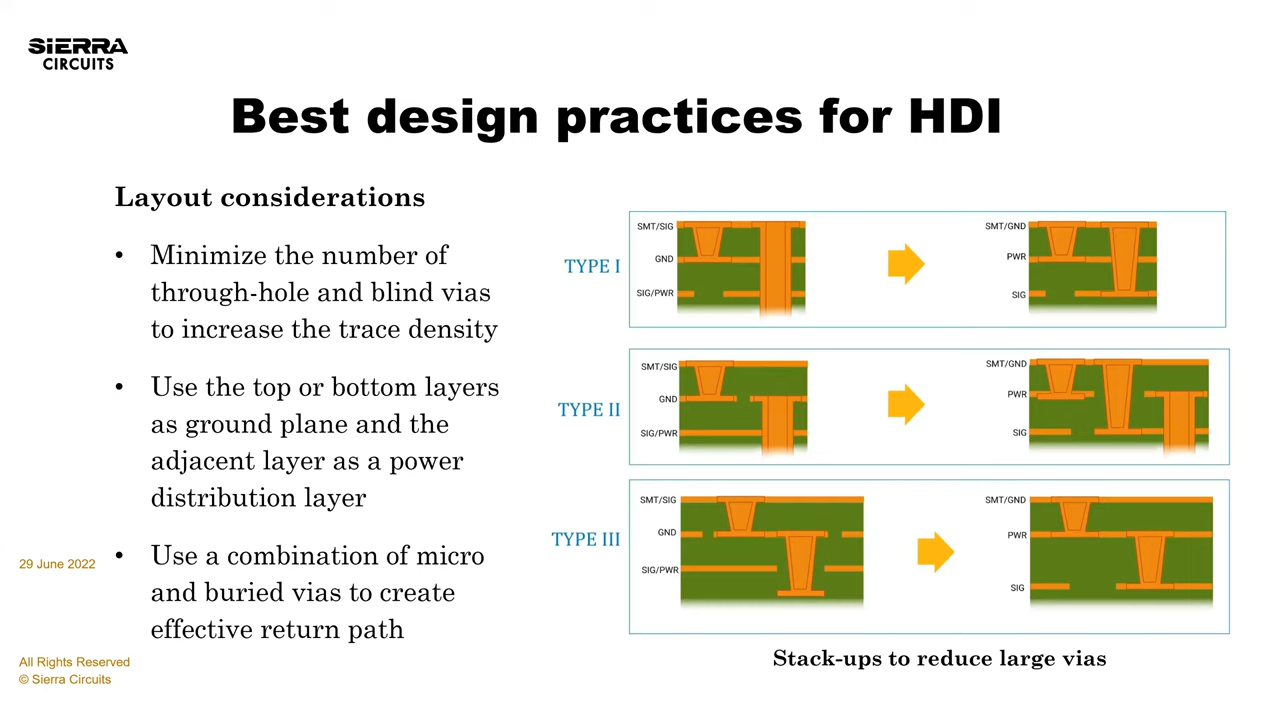 SIERRA
CIRCUITS
Best design practices for HDI
Layout considerations
• Minimize the number of
through-hole and blind vias
to increase the trace density
• Use the top or bottom layers
as ground plane and the
adjacent layer as a power
distribution layer
• Use a combination of micro
and buried vias to create
effective return path
TYPE I
SMT/SIG
GND
SIG/PWR
SMT/GND
PWR
SIG
TYPE II
SMT/SIG
GND
SIG/PWR
SMT/GND
PWR
SIG
TYPE III
SMT/SIG
GND
SIG/PWR
SMT/GND
PWR
SIG
Stack-ups to reduce large vias
29 June 2022
All Rights Reserved
© Sierra Circuits